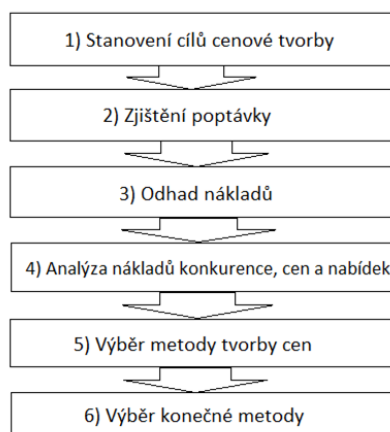 1) Stanovení cílů cenové tvorby
2) Zjištění poptávky
3) Odhad nákladů
4) Analýza nákladů konkurence, cen a nabídek
5) Výběr metody tvorby cen
6) Výběr konečné metody